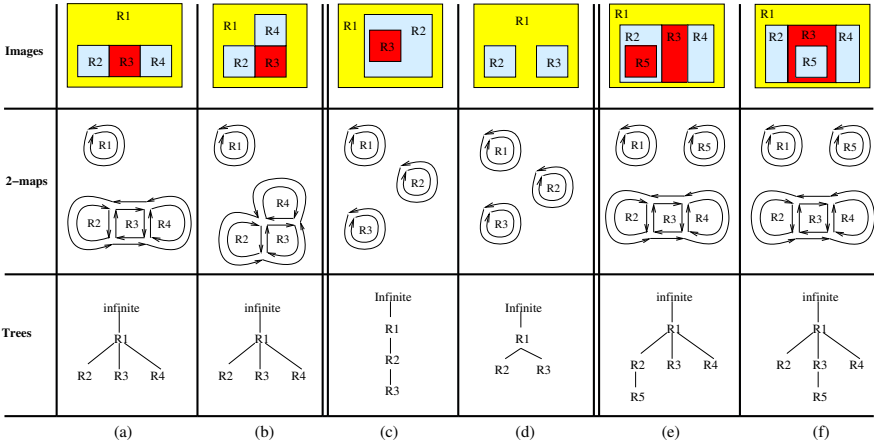 Images
R1
R2 R3 R4
R1
R4
R2 R3
R1
R2
R3
R1
R2 R3
R1
R2 R3 R4
R5
R1
R2 R3 R4
R5
2-maps
R1
R2 R3 R4
R1
R4
R2 R3
R1
R2
R3
R1
R2
R3
R1 R5
R2 R3 R4
R1 R5
R2 R3 R4
Trees
infinite
R1
R2 R3 R4
infinite
R1
R2 R3 R4
Infinite
R1
R2
R3
Infinite
R1
R2 R3
infinite
R1
R2 R3 R4
R5
infinite
R1
R2 R3 R4
R5
(a) (b) (c) (d) (e) (f)